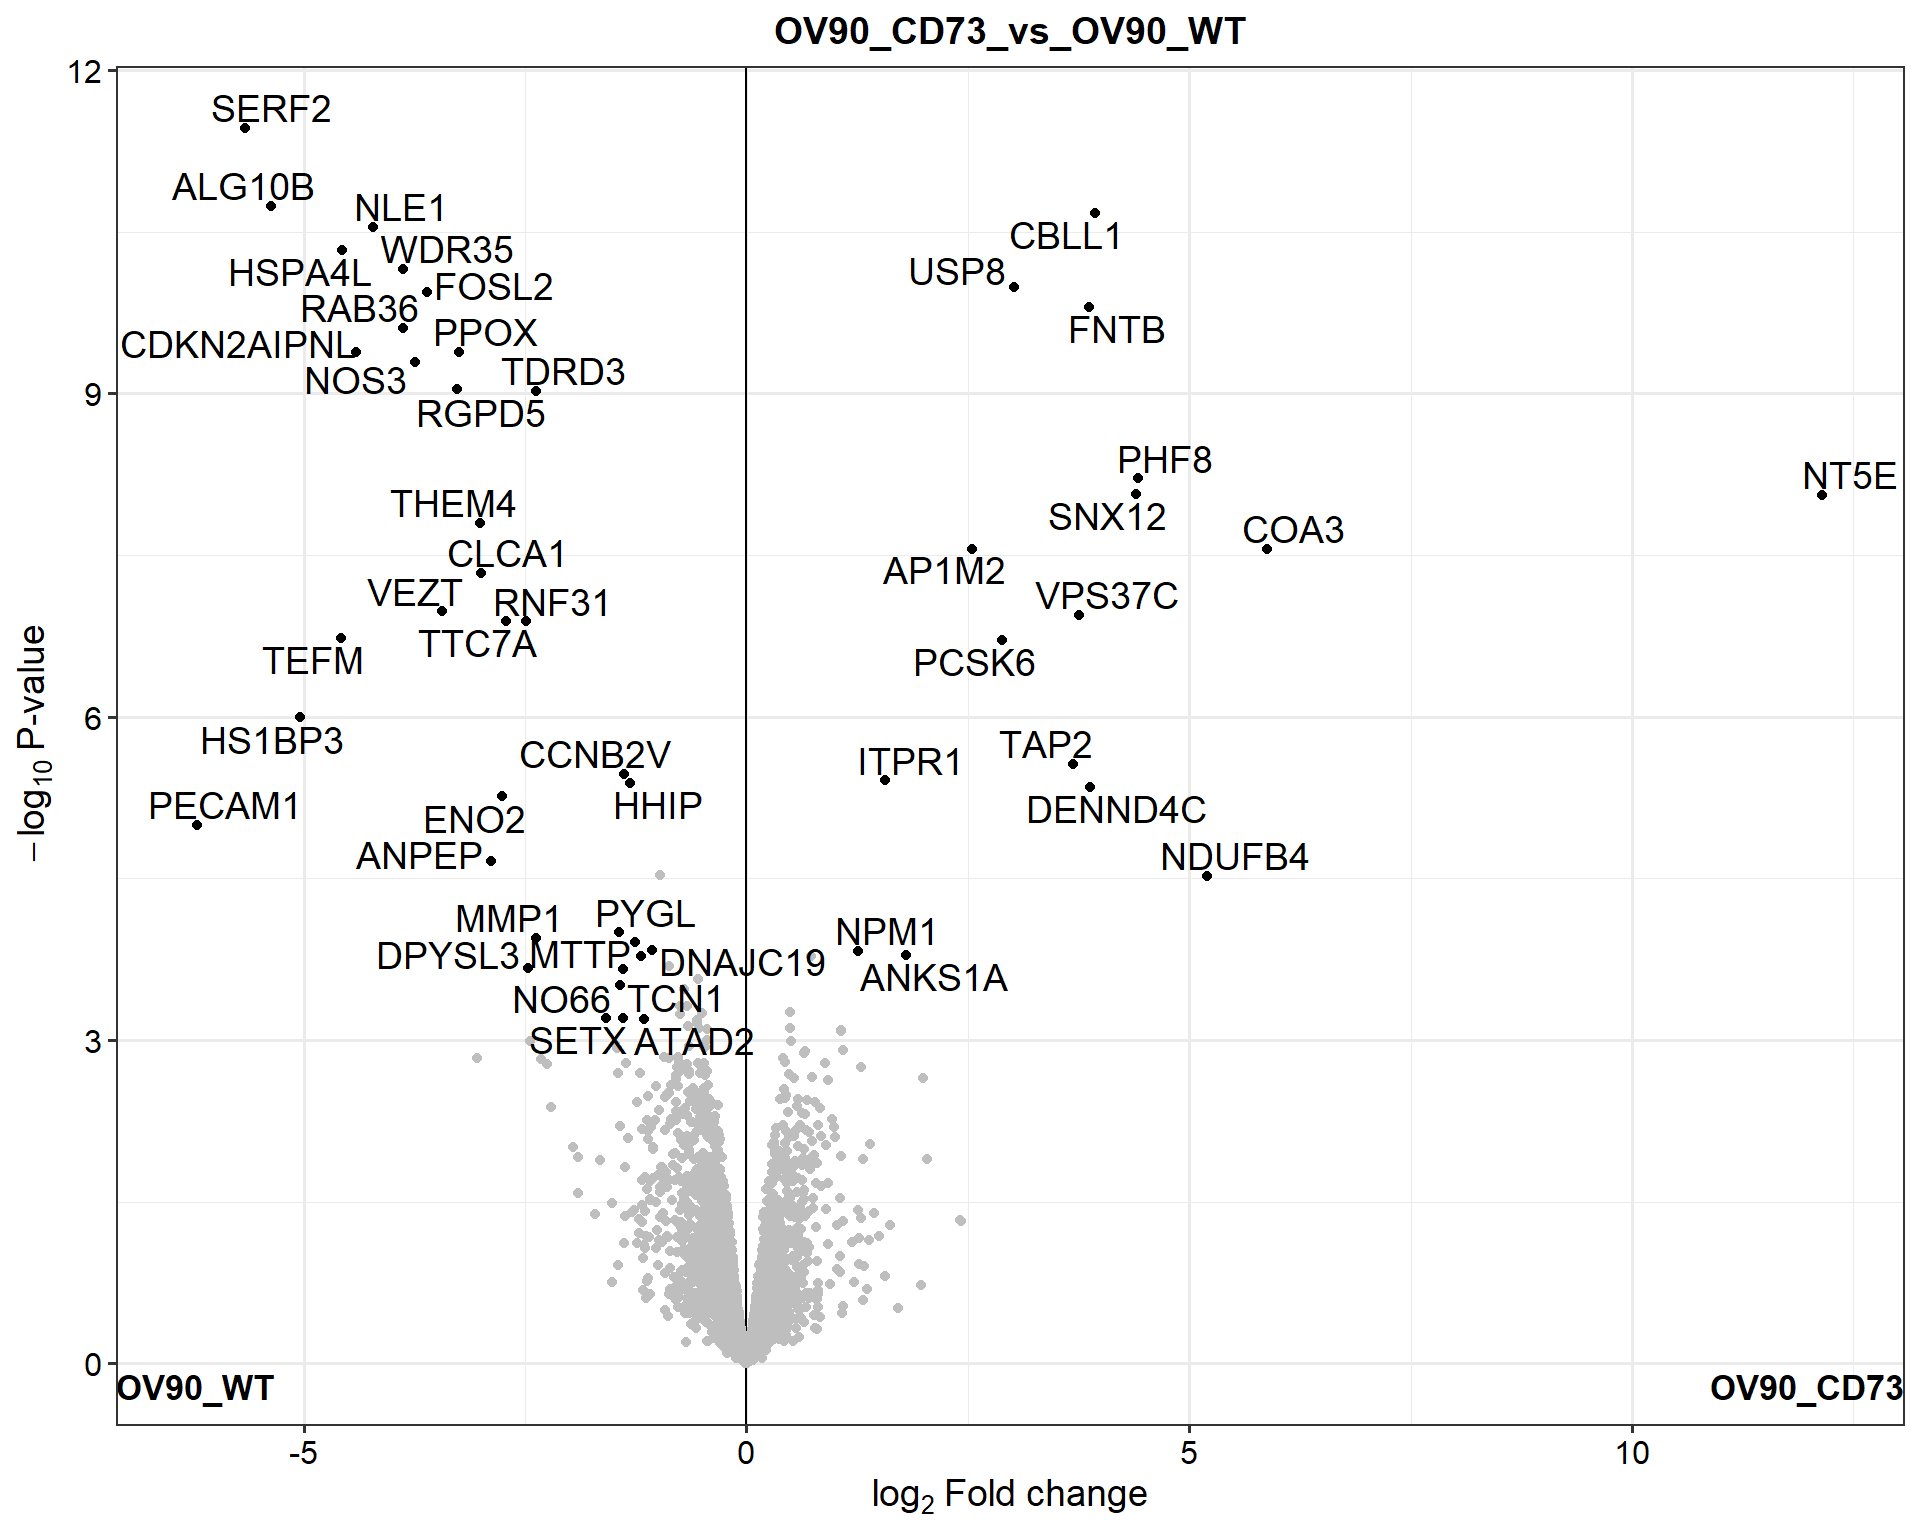 OV90_CD73_vs_OV90_WT
12
SERF2
ALG10B
NLE1
CBLL1
WDR35
HSPA4L
USP8
FOSL2
RAB36
FNTB
PPOX
CDKN2AIPNL
TDRD3
NOS3
9
RGPD5
PHF8
NT5E
THEM4
SNX12
COA3
CLCA1
AP1M2
VEZT
VPS37C
RNF31
TTC7A
TEFM
PCSK6
6
HS1BP3
TAP2
CCNB2V
ITPR1
PECAM1
HHIP
DENND4C
ENO2
ANPEP
NDUFB4
PYGL
MMP1
NPM1
DPYSL3
MTTP
DNAJC19
ANKS1A
NO66
TCN1
3
SETX
ATAD2
0
OV90_WT
OV90_CD73
-5
0
5
10
log2 Fold change
−log10 P-value